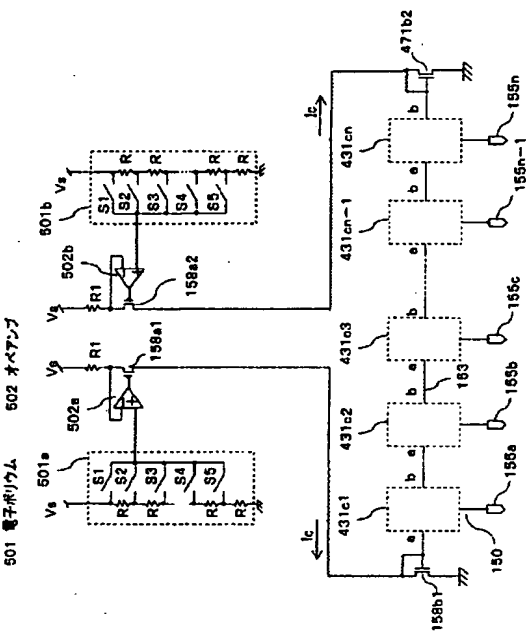 501 電子ボリウム 502 オペアンプ
Vs
501a
S1
S2
S3
S4
S5
R
R
R
R
502a
Vs
R1
158a1
Vs
R1
502b
158a2
501b
Vs
S1
S2
S3
S4
S5
R
R
R
R
Ic
Ic
158b1
a 431c1 b
a 431c2 b
a 431c3 b
431cn-1
a 431cn b
471b2
150
153
155a
155b
155c
155n-1
155n